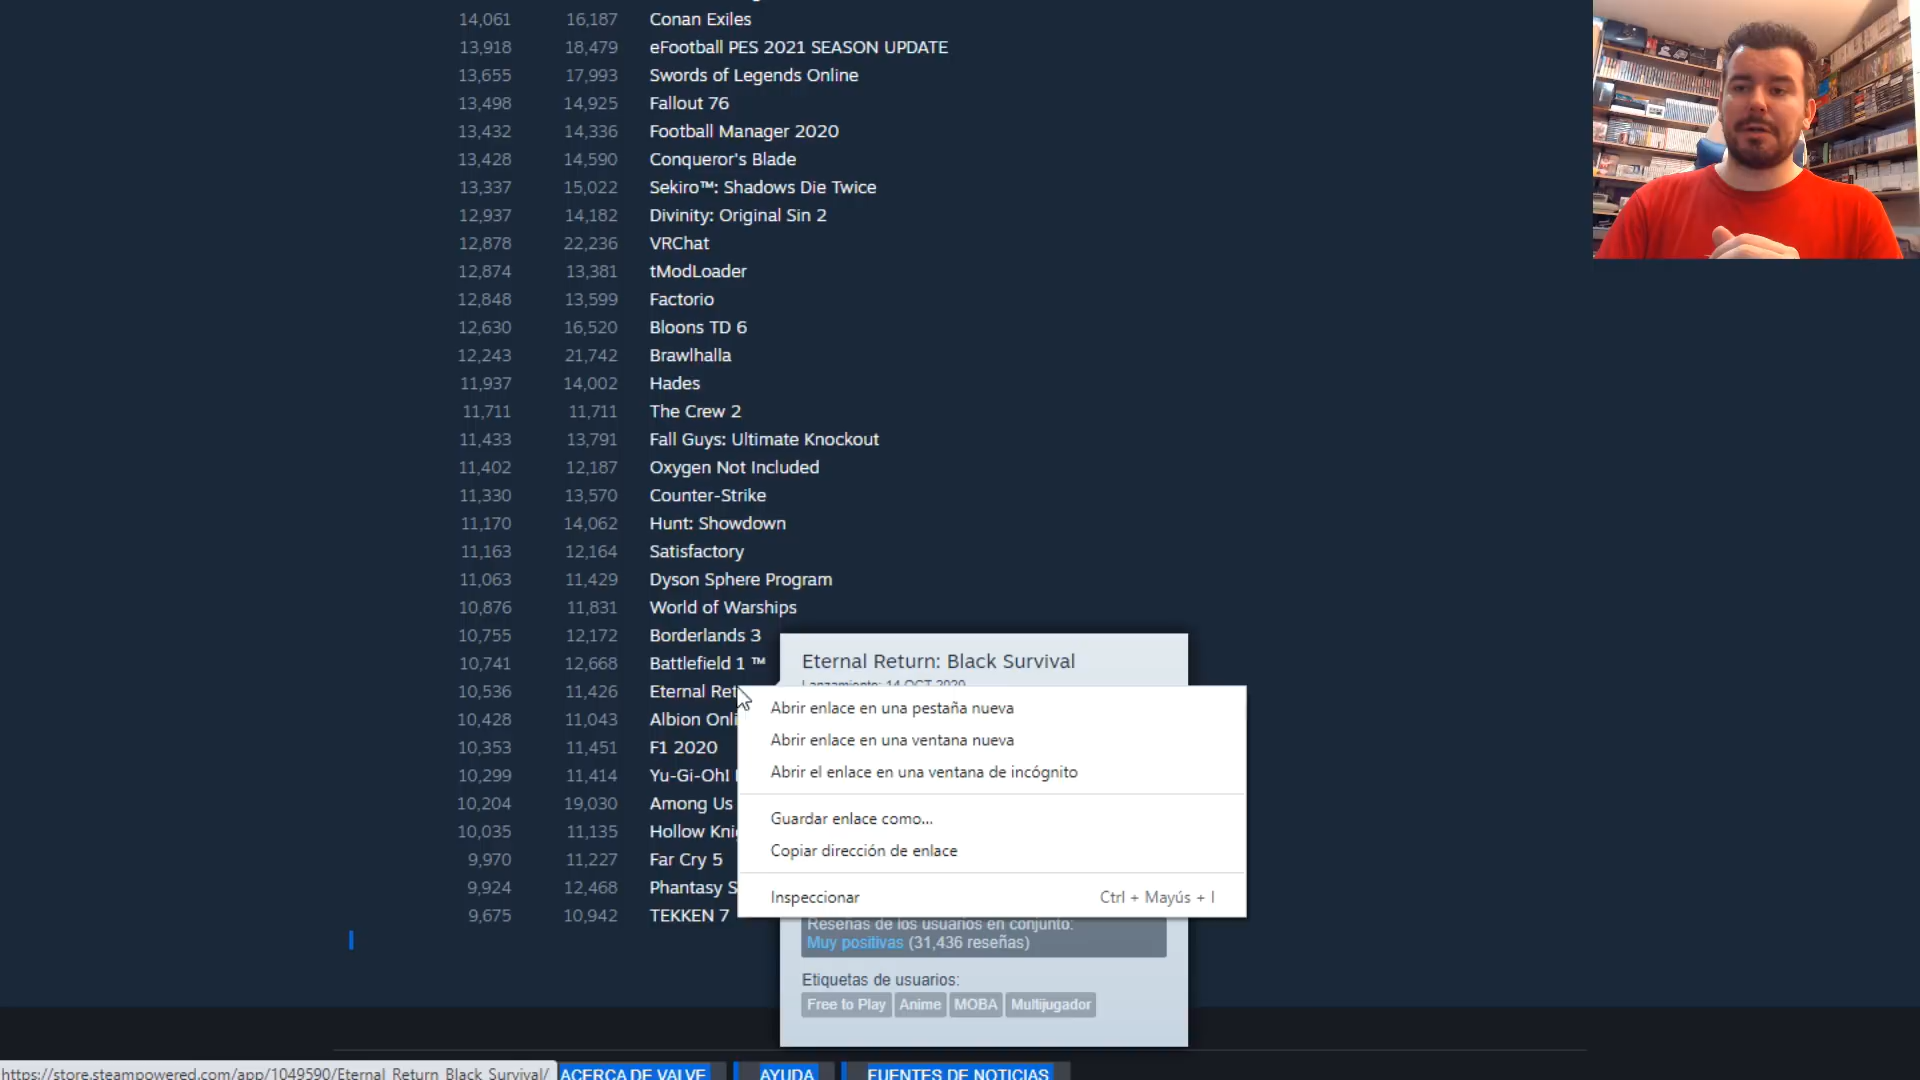 14,061 16,187 Conan Exiles
13,918 18,479 eFootball PES 2021 SEASON UPDATE
13,655 17,993 Swords of Legends Online
13,498 14,925 Fallout 76
13,432 14,336 Football Manager 2020
13,428 14,590 Conqueror's Blade
13,337 15,022 Sekiro™: Shadows Die Twice
12,937 14,182 Divinity: Original Sin 2
12,878 22,236 VRChat
12,874 13,381 tModLoader
12,848 13,599 Factorio
12,630 16,520 Bloons TD 6
12,243 21,742 Brawlhalla
11,937 14,002 Hades
11,711 11,711 The Crew 2
11,433 13,791 Fall Guys: Ultimate Knockout
11,402 12,187 Oxygen Not Included
11,330 13,570 Counter-Strike
11,170 14,062 Hunt: Showdown
11,163 12,164 Satisfactory
11,063 11,429 Dyson Sphere Program
10,876 11,831 World of Warships
10,755 12,172 Borderlands 3
10,741 12,668 Battlefield 1 ™
10,536 11,426 Eternal Ret
10,428 11,043 Albion Onli
10,353 11,451 F1 2020
10,299 11,414 Yu-Gi-Oh!
10,204 19,030 Among Us
10,035 11,135 Hollow Kni
9,970 11,227 Far Cry 5
9,924 12,468 Phantasy S
9,675 10,942 TEKKEN 7
Eternal Return: Black Survival
Lanzamiento: 14 OCT 2020
Abrir enlace en una pestaña nueva
Abrir enlace en una ventana nueva
Abrir el enlace en una ventana de incógnito
Guardar enlace como...
Copiar dirección de enlace
Inspeccionar Ctrl + Mayús + I
Reseñas de los usuarios en conjunto:
Muy positivas (31,436 reseñas)
Etiquetas de usuarios:
Free to Play Anime MOBA Multijugador
https://store.steampowered.com/app/1049590/Eternal_Return_Black_Survival/
ACERCA DE VALVE AYUDA FUENTES DE NOTICIAS